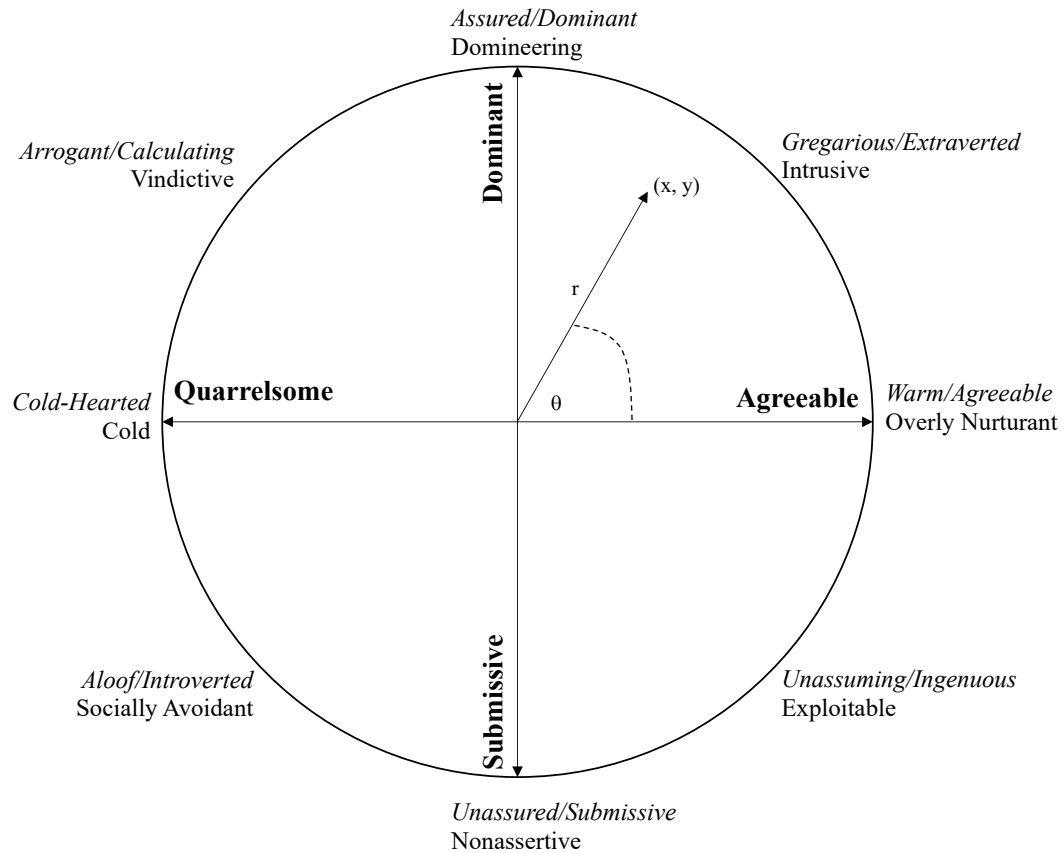 Assured/Dominant
Domineering
Dominant
Arrogant/Calculating
Vindictive
Gregarious/Extraverted
Intrusive
(x, y)
r
θ
Quarrelsome
Agreeable
Cold-Hearted
Cold
Warm/Agreeable
Overly Nurturant
Submissive
Aloof/Introverted
Socially Avoidant
Unassuming/Ingenuous
Exploitable
Unassured/Submissive
Nonassertive